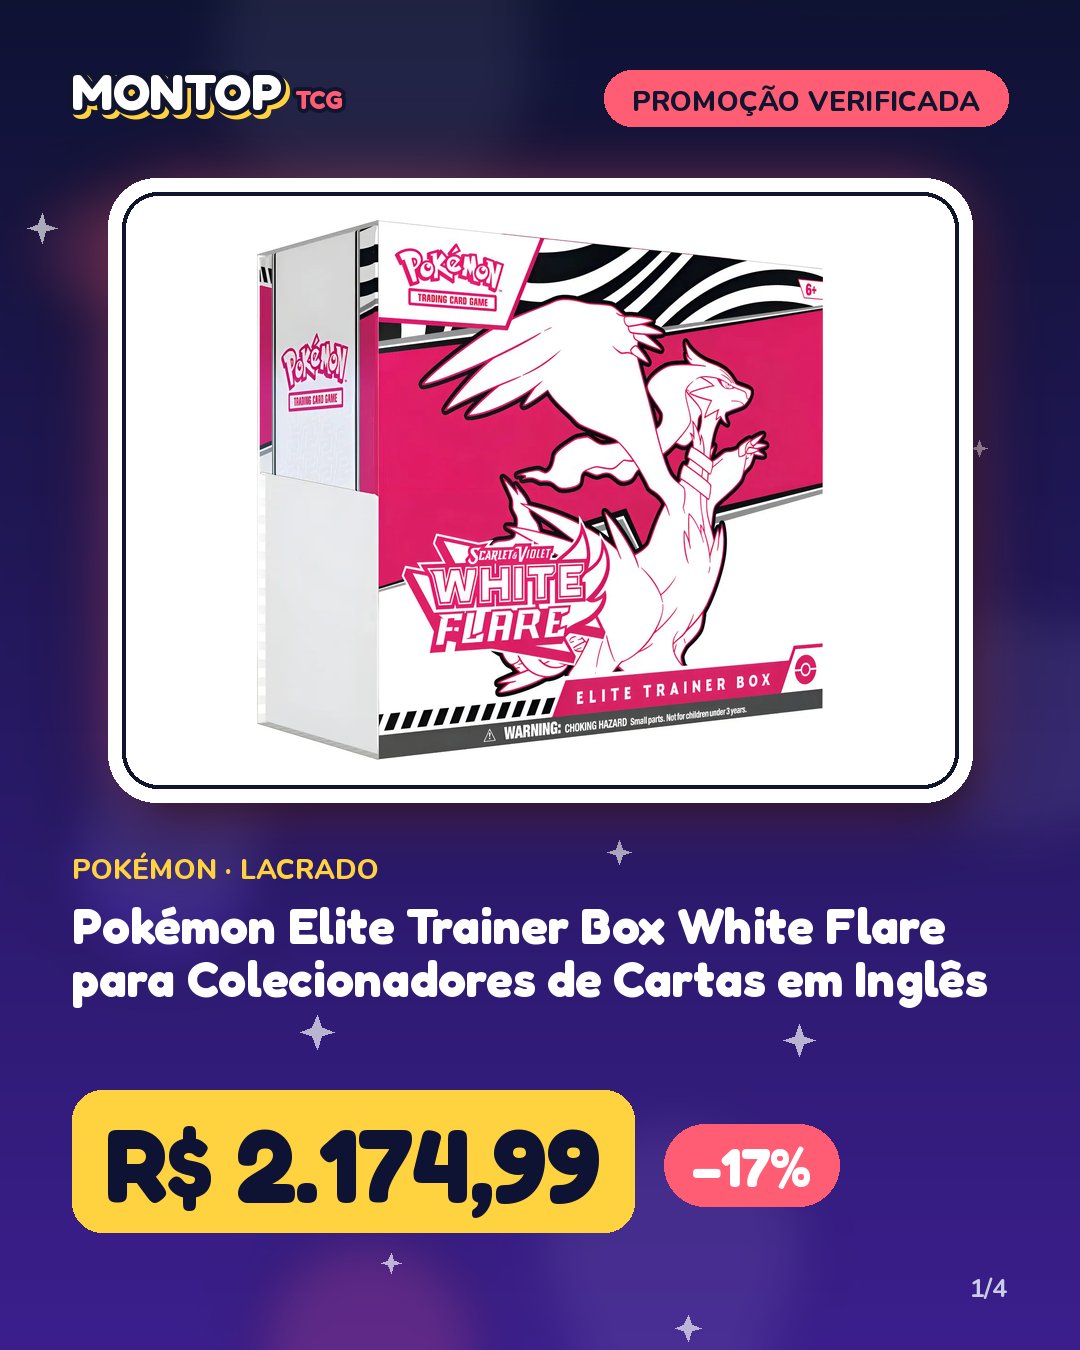 MONTOP TCG
PROMOÇÃO VERIFICADA
POKÉMON
TRADING CARD GAME
6+
POKÉMON
TRADING CARD GAME
SCARLET & VIOLET
WHITE
FLARE
ELITE TRAINER BOX
WARNING: CHOKING HAZARD Small parts. Not for children under 3 years.
POKÉMON · LACRADO
Pokémon Elite Trainer Box White Flare
para Colecionadores de Cartas em Inglês
R$ 2.174,99
-17%
1/4